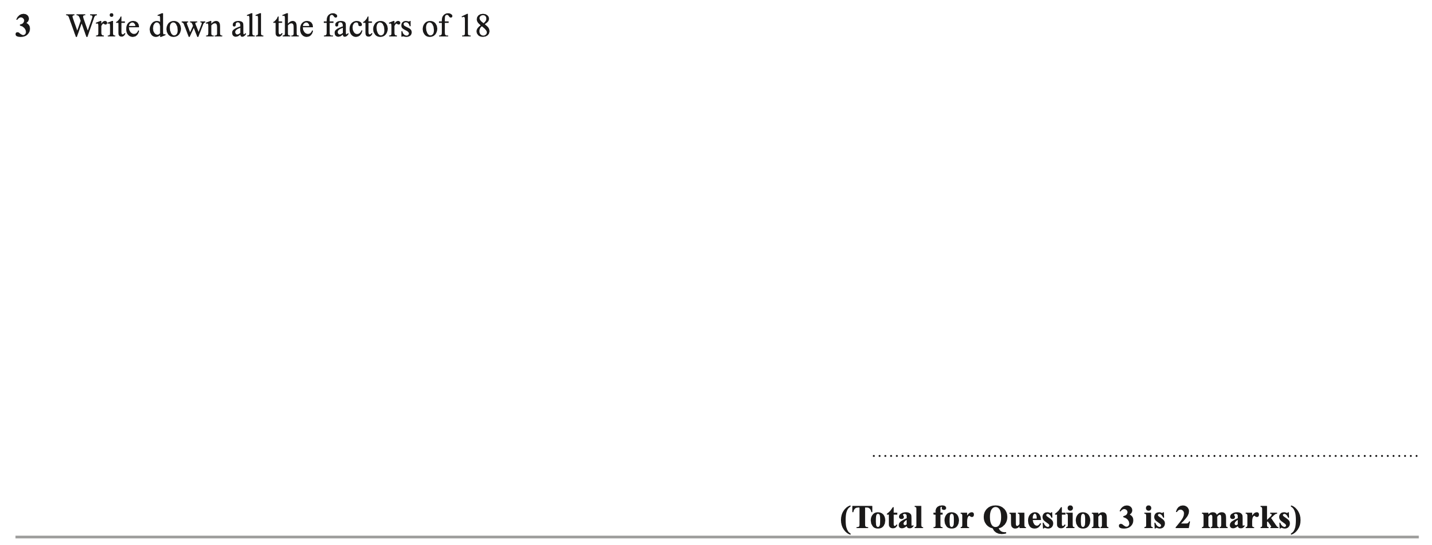 3 Write down all the factors of 18
(Total for Question 3 is 2 marks)